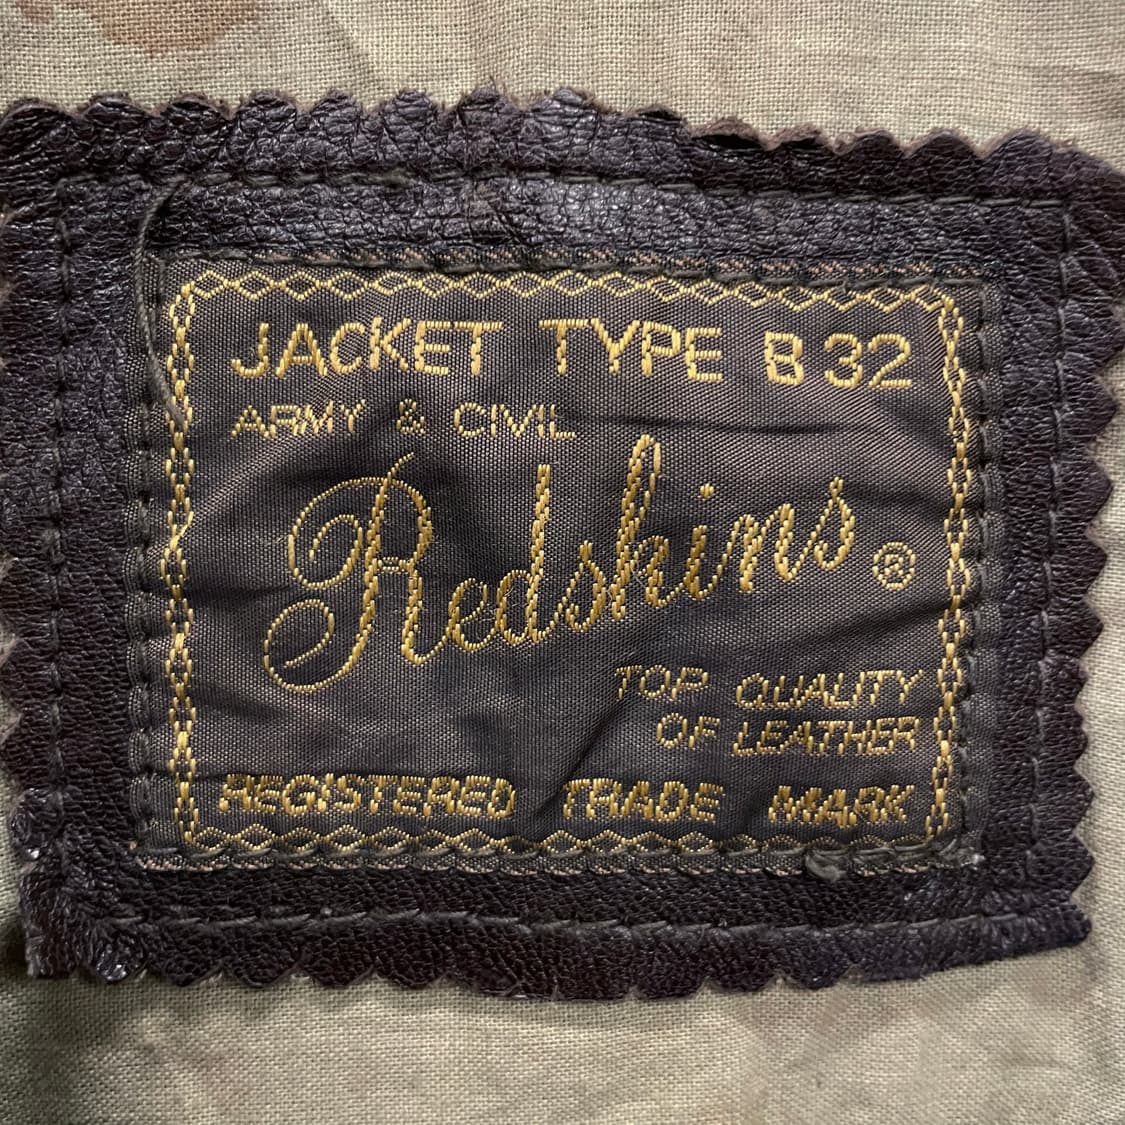 JACKET TYPE B 32
ARMY & CIVIL
Redskins ®
TOP QUALITY
OF LEATHER
REGISTERED TRADE MARK